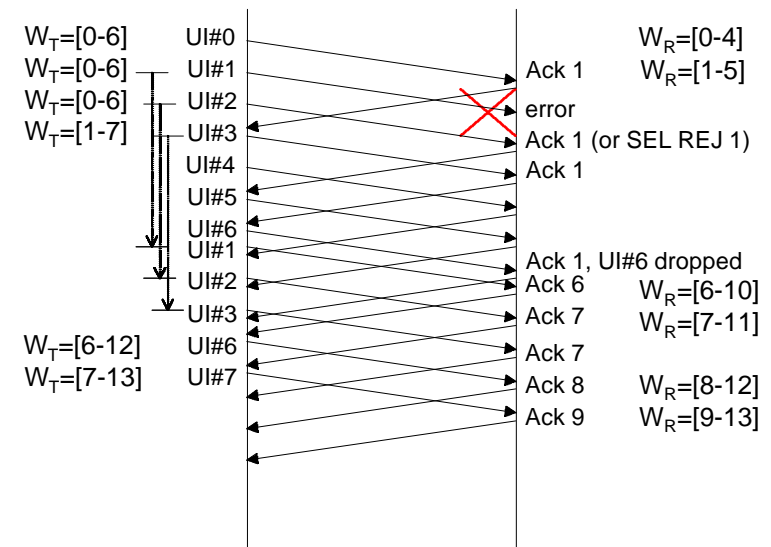 W_T=[0-6] UI#0 W_R=[0-4]
W_T=[0-6] UI#1 Ack 1 W_R=[1-5]
W_T=[0-6] UI#2 error
W_T=[1-7] UI#3 Ack 1 (or SEL REJ 1)
UI#4 Ack 1
UI#5
UI#6
UI#1 Ack 1, UI#6 dropped
UI#2 Ack 6 W_R=[6-10]
UI#3 Ack 7 W_R=[7-11]
W_T=[6-12] UI#6 Ack 7
W_T=[7-13] UI#7 Ack 8 W_R=[8-12]
Ack 9 W_R=[9-13]